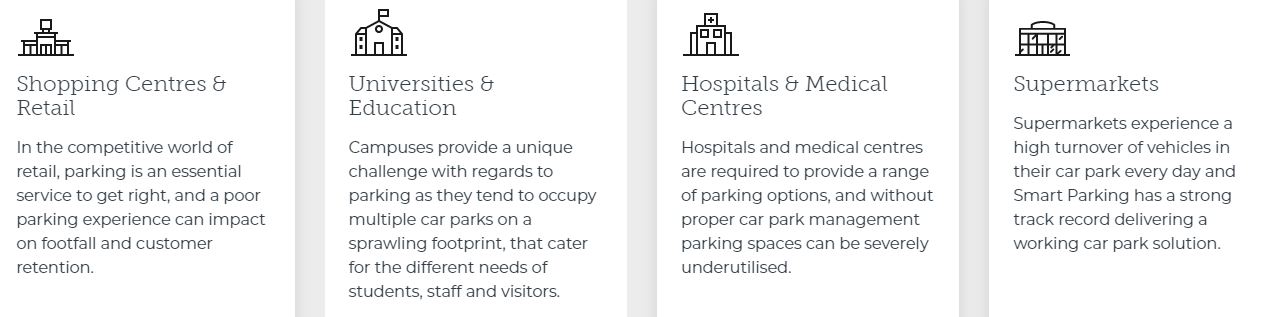 Shopping Centres &
Retail
In the competitive world of
retail, parking is an essential
service to get right, and a poor
parking experience can impact
on footfall and customer
retention.
Universities &
Education
Campuses provide a unique
challenge with regards to
parking as they tend to occupy
multiple car parks on a
sprawling footprint, that cater
for the different needs of
students, staff and visitors.
Hospitals & Medical
Centres
Hospitals and medical centres
are required to provide a range
of parking options, and without
proper car park management
parking spaces can be severely
underutilised.
Supermarkets
Supermarkets experience a
high turnover of vehicles in
their car park every day and
Smart Parking has a strong
track record delivering a
working car park solution.